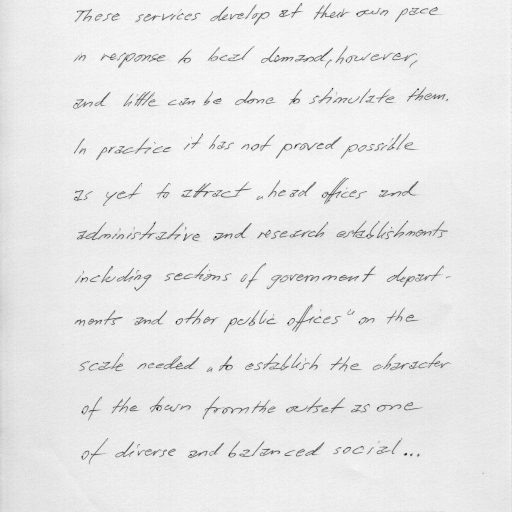 These services develop at their own pace
in response to local demand, however,
and little can be done to stimulate them.
In practice it has not proved possible
as yet to attract „head offices and
administrative and research establishments
including sections of government depart-
ments and other public offices" on the
scale needed „to establish the character
of the town from the outset as one
of diverse and balanced social...